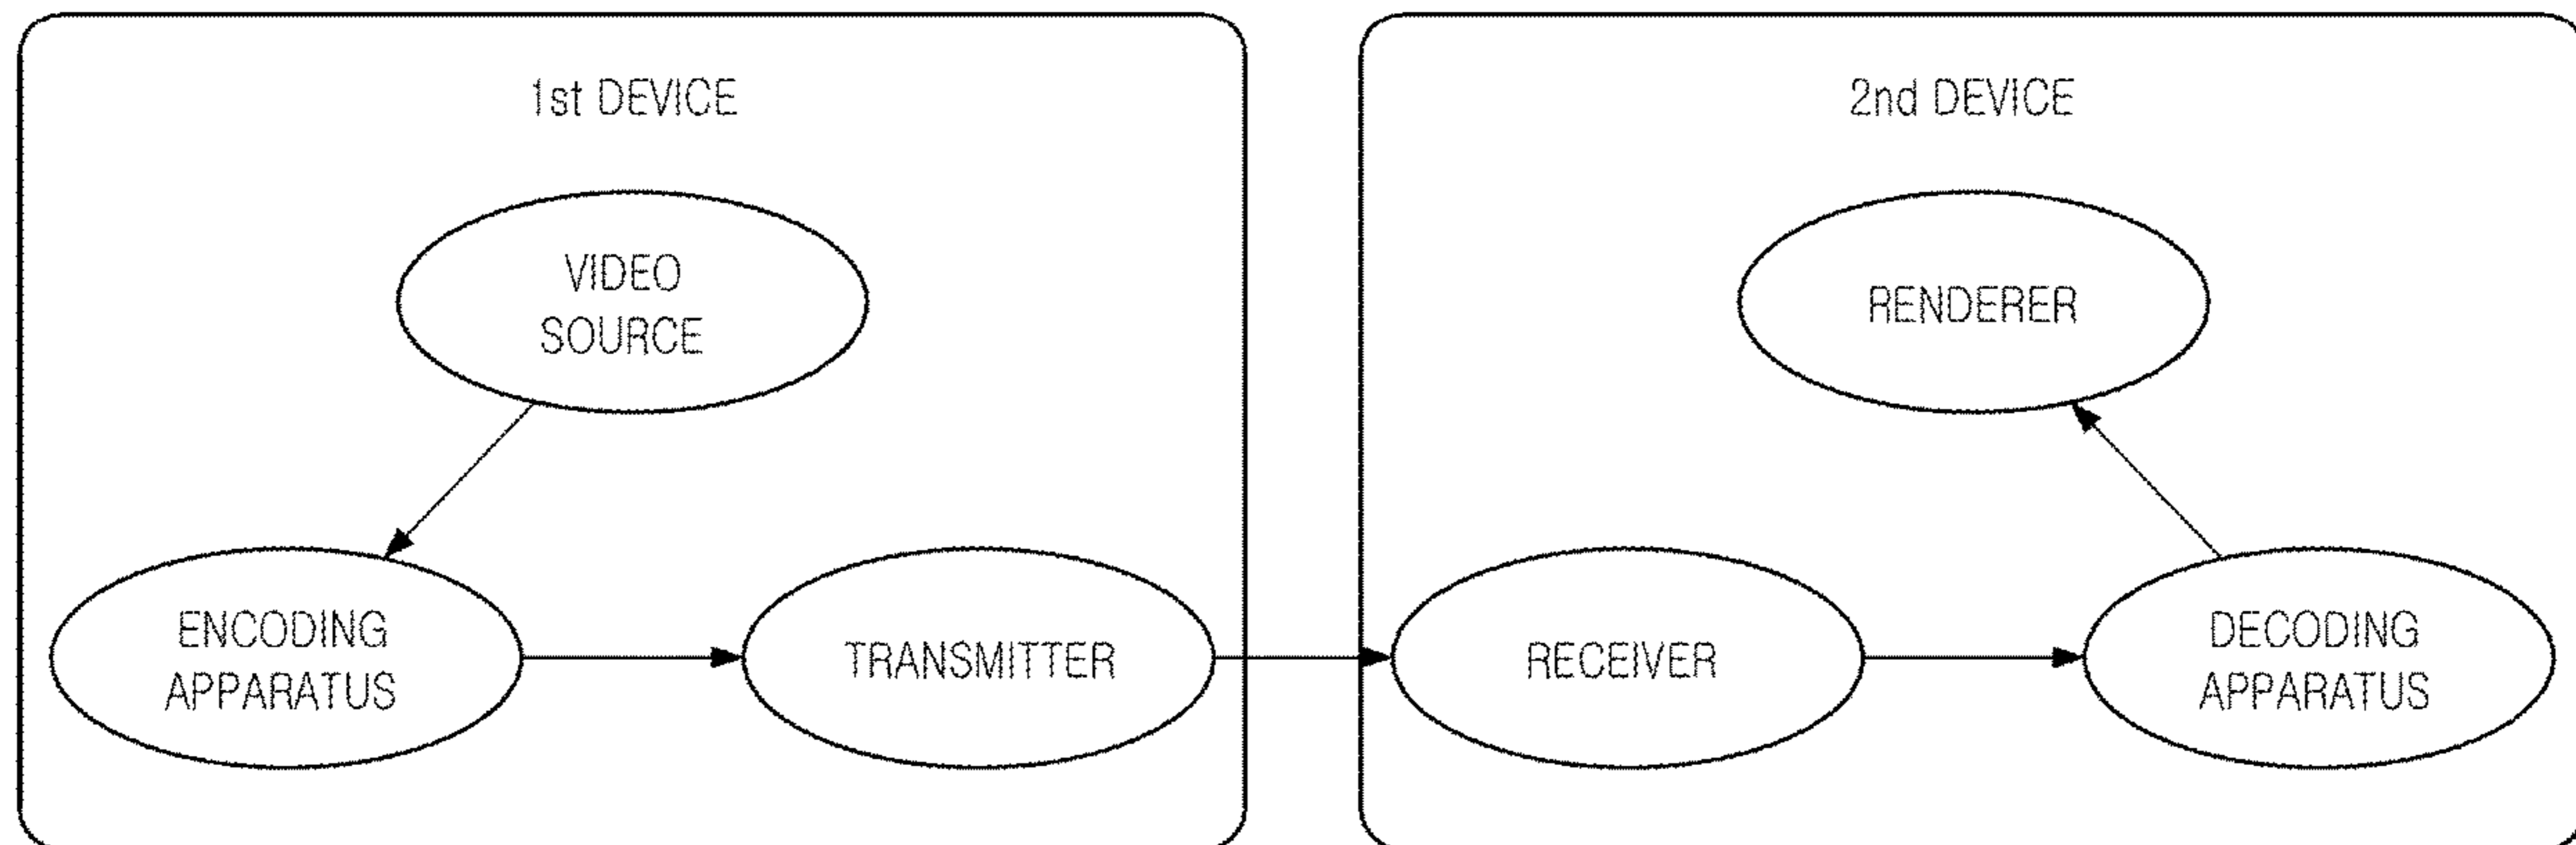 1st DEVICE
VIDEO
SOURCE
ENCODING
APPARATUS
TRANSMITTER
2nd DEVICE
RENDERER
RECEIVER
DECODING
APPARATUS